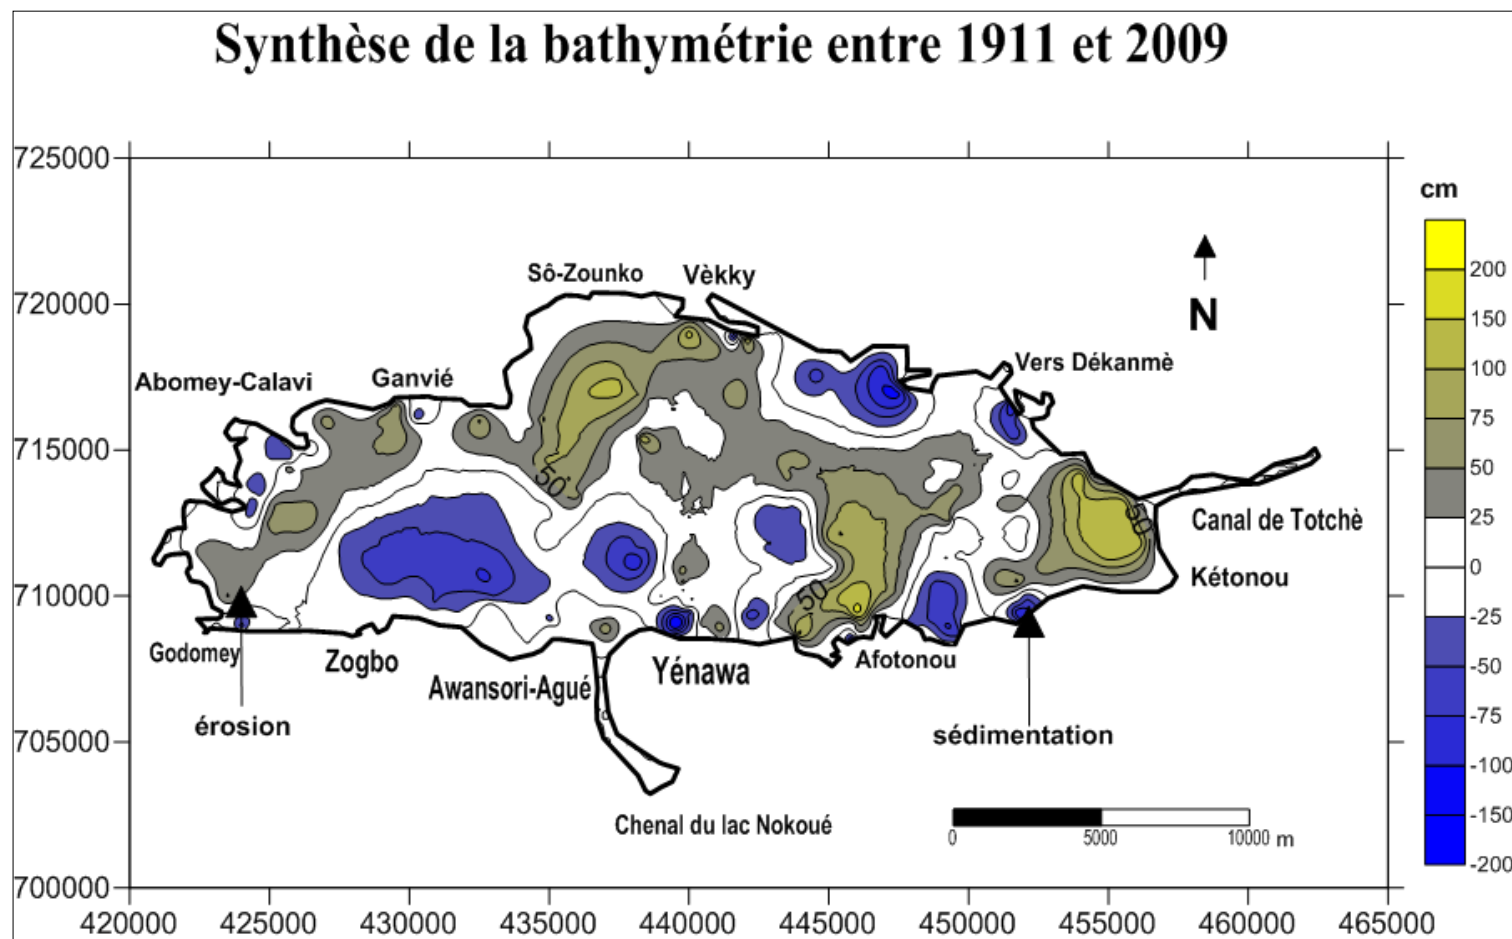 Synthèse de la bathymétrie entre 1911 et 2009
725000
cm
200
Sô-Zounko Vèkky
720000
N
150
Vers Dékanmè
100
Abomey-Calavi Ganvié
75
715000
50
50
50
25
Canal de Totchè
0
Kétonou
710000
50
-25
Godomey
Zogbo
Yénawa
Afotonou
-50
Awansori-Agué
érosion
sédimentation
-75
705000
-100
Chenal du lac Nokoué
0 5000 10000 m
-150
-200
700000
420000 425000 430000 435000 440000 445000 450000 455000 460000 465000